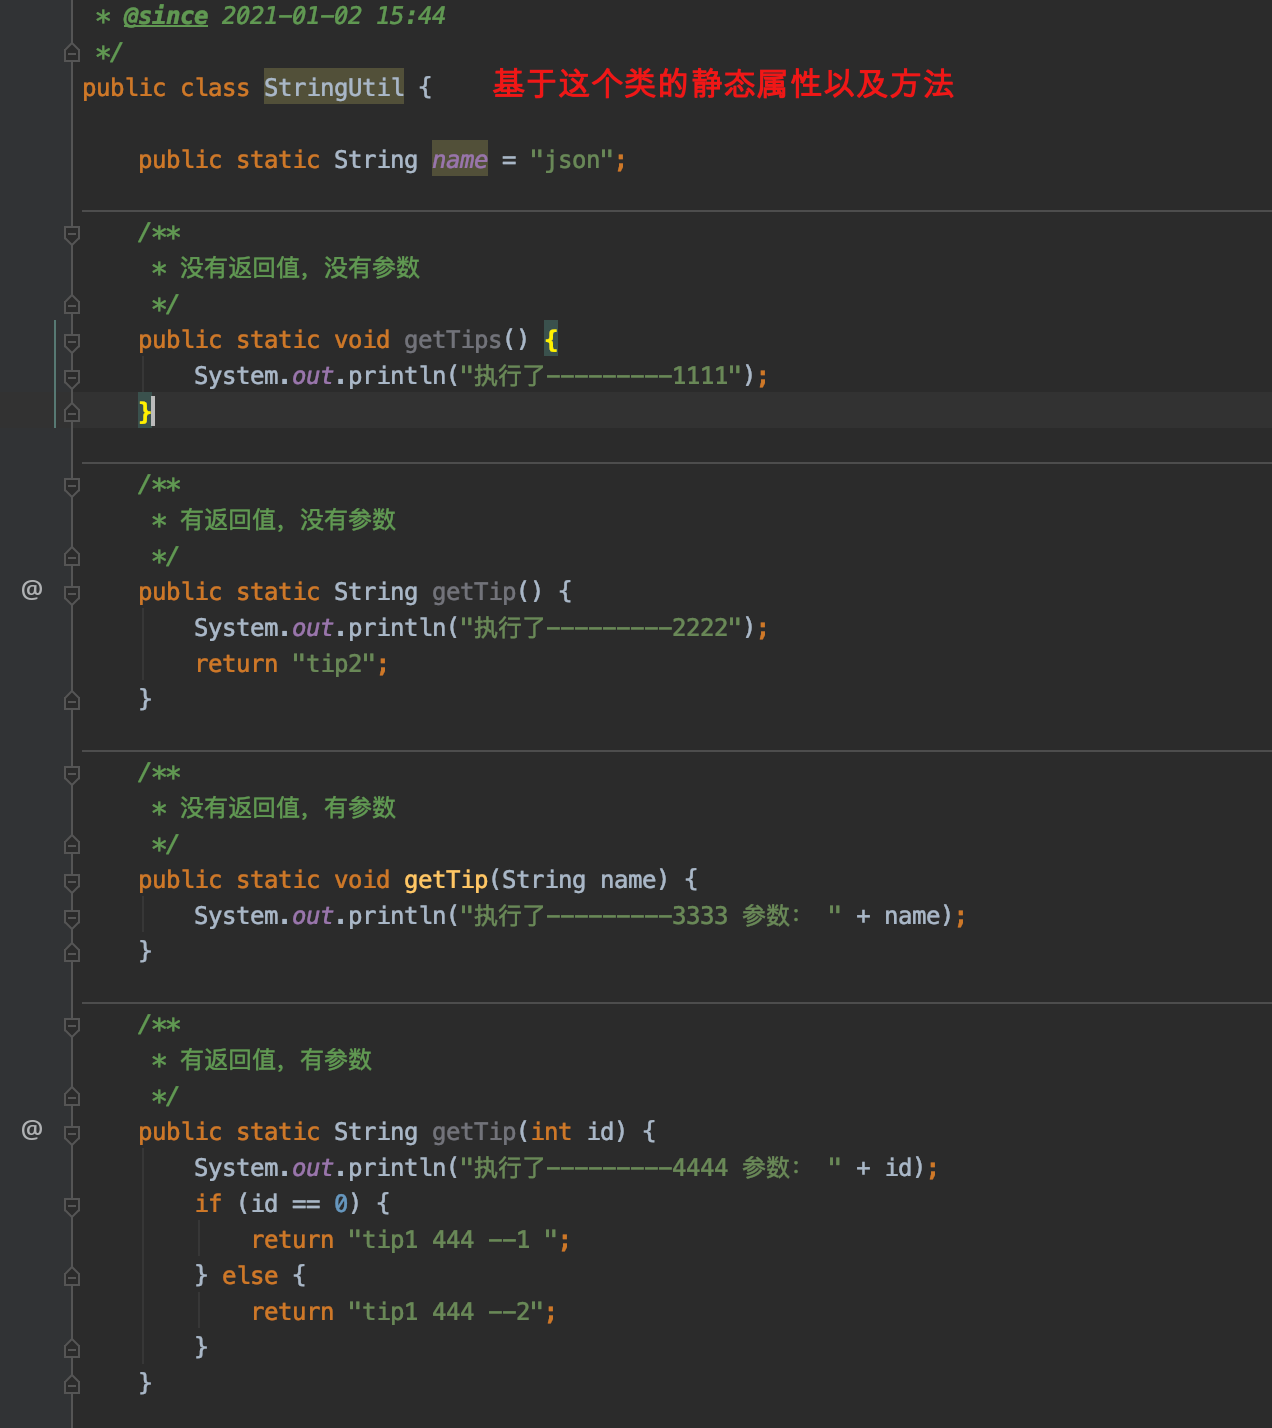 * @since 2021-01-02 15:44
*/
public class StringUtil { 基于这个类的静态属性以及方法
public static String name = "json";
/**
* 没有返回值，没有参数
*/
public static void getTips() {
System.out.println("执行了---------1111");
}
/**
* 有返回值，没有参数
*/
@ public static String getTip() {
System.out.println("执行了---------2222");
return "tip2";
}
/**
* 没有返回值，有参数
*/
public static void getTip(String name) {
System.out.println("执行了---------3333 参数： " + name);
}
/**
* 有返回值，有参数
*/
@ public static String getTip(int id) {
System.out.println("执行了---------4444 参数： " + id);
if (id == 0) {
return "tip1 444 --1 ";
} else {
return "tip1 444 --2";
}
}